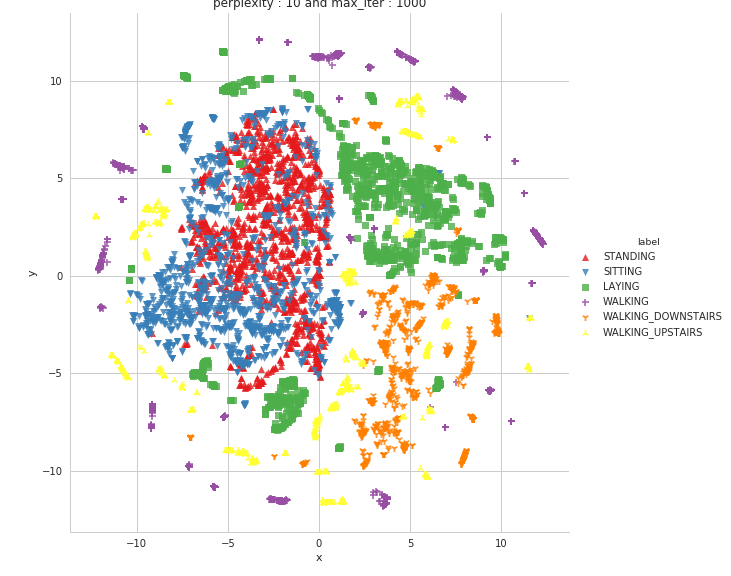 perplexity : 10 and max_iter : 1000
10
5
0
−5
−10
y
−10
−5
0
5
10
x
label
STANDING
SITTING
LAYING
WALKING
WALKING_DOWNSTAIRS
WALKING_UPSTAIRS